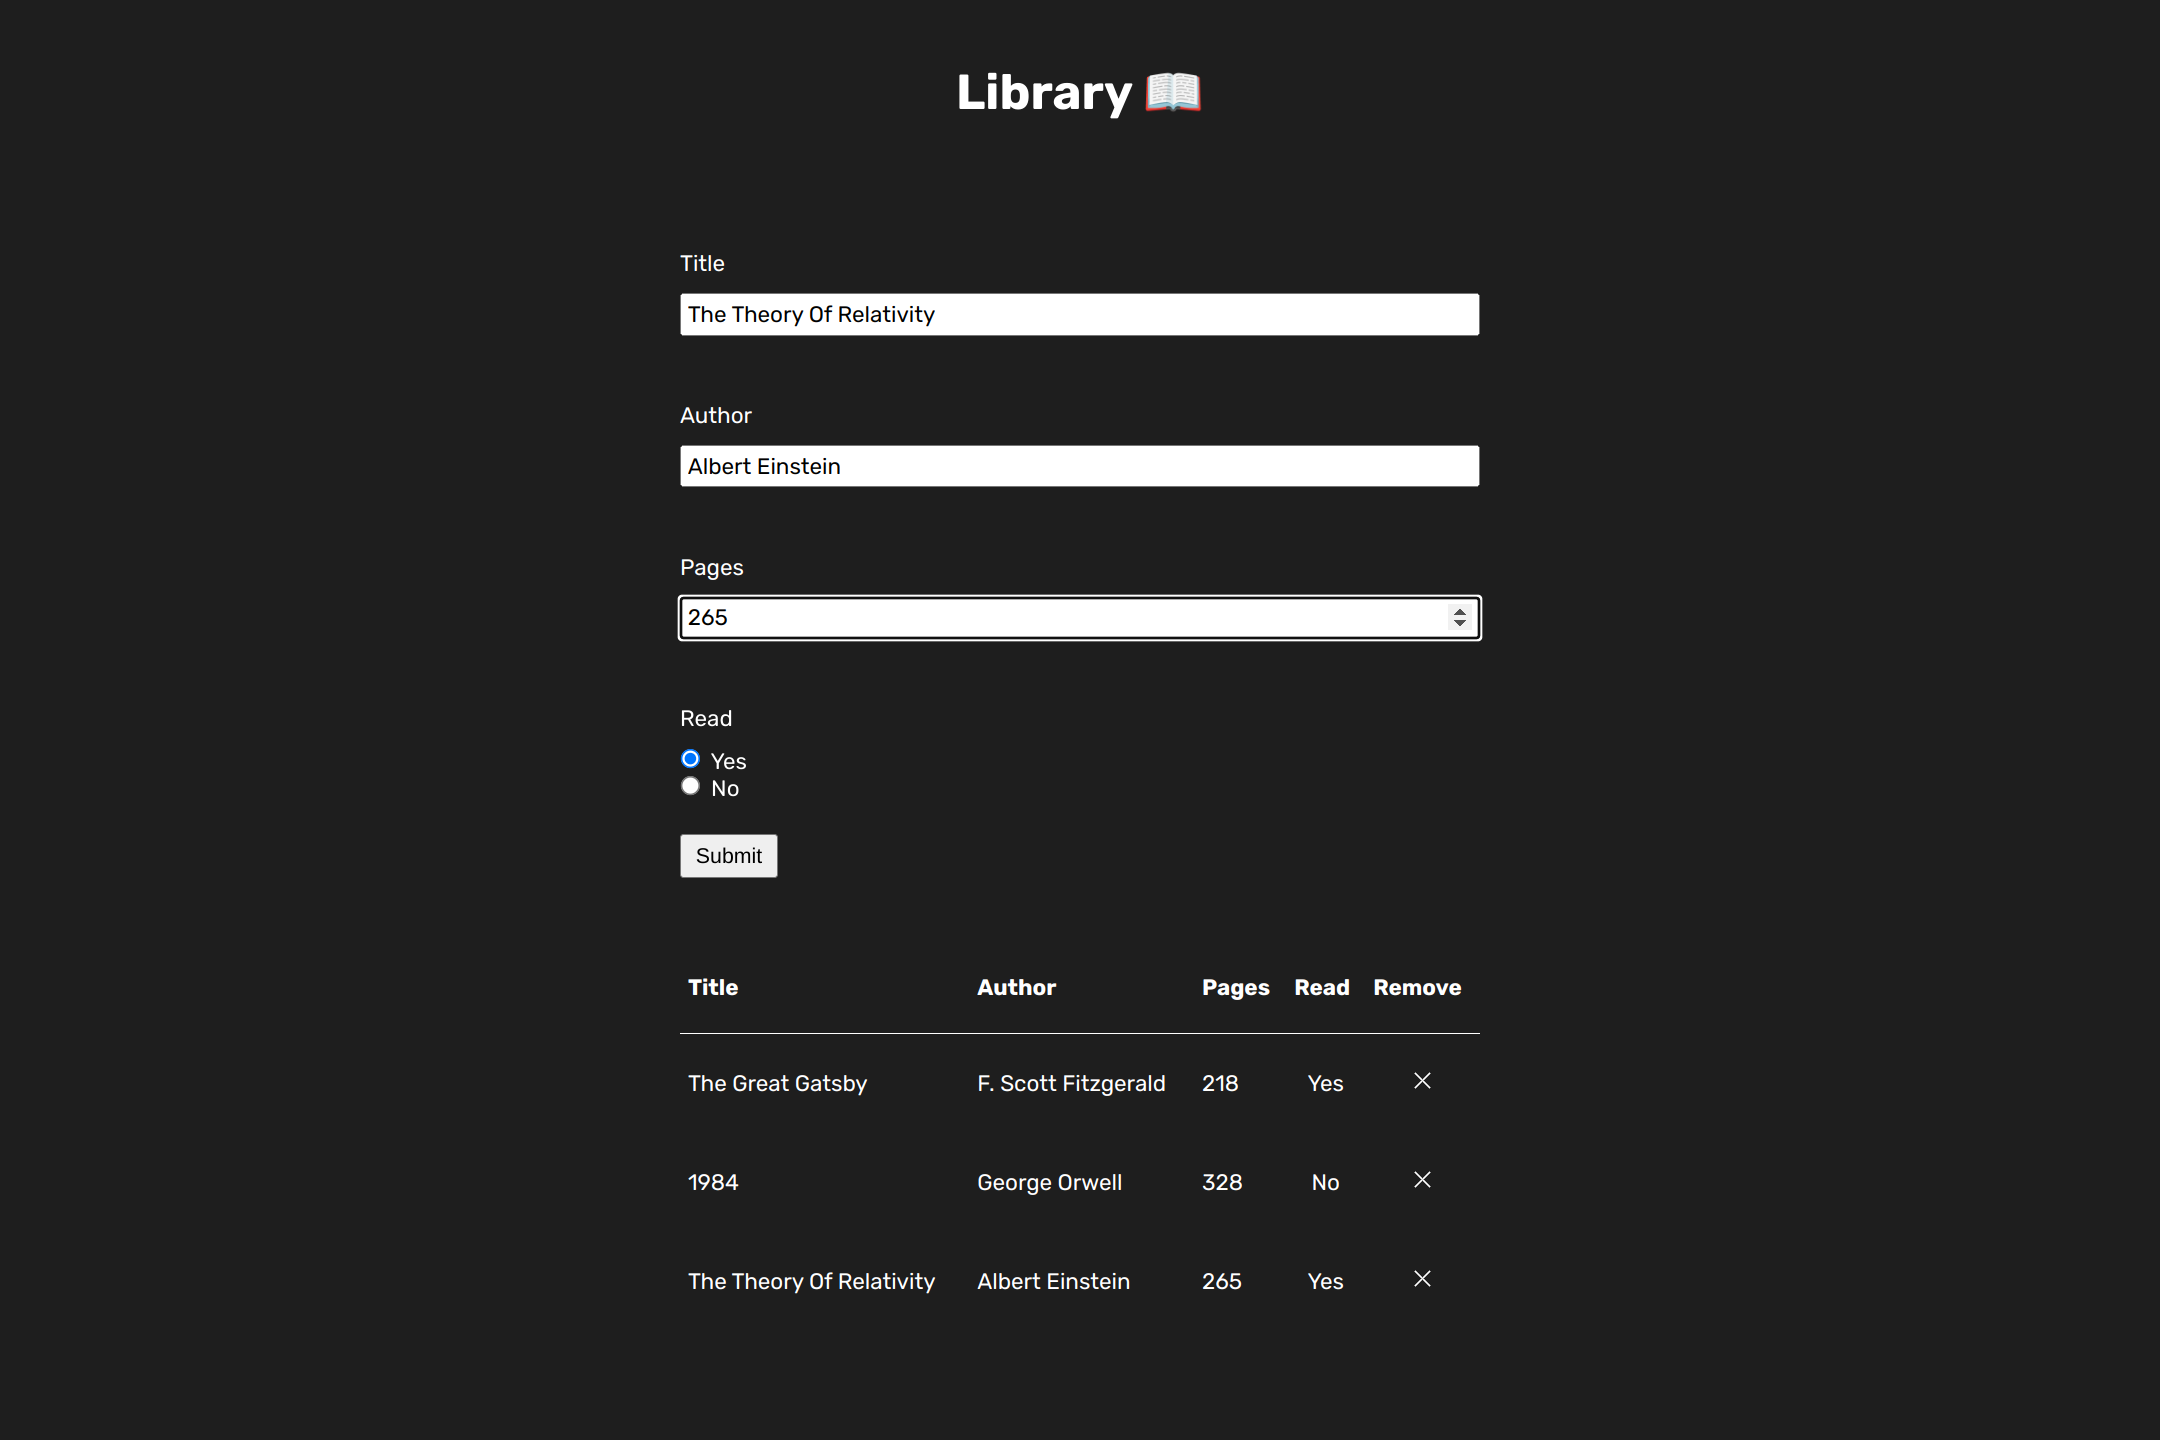 Library 📖
Title
The Theory Of Relativity
Author
Albert Einstein
Pages
265
Read
Yes
No
Submit
Title Author Pages Read Remove
The Great Gatsby F. Scott Fitzgerald 218 Yes
1984 George Orwell 328 No
The Theory Of Relativity Albert Einstein 265 Yes